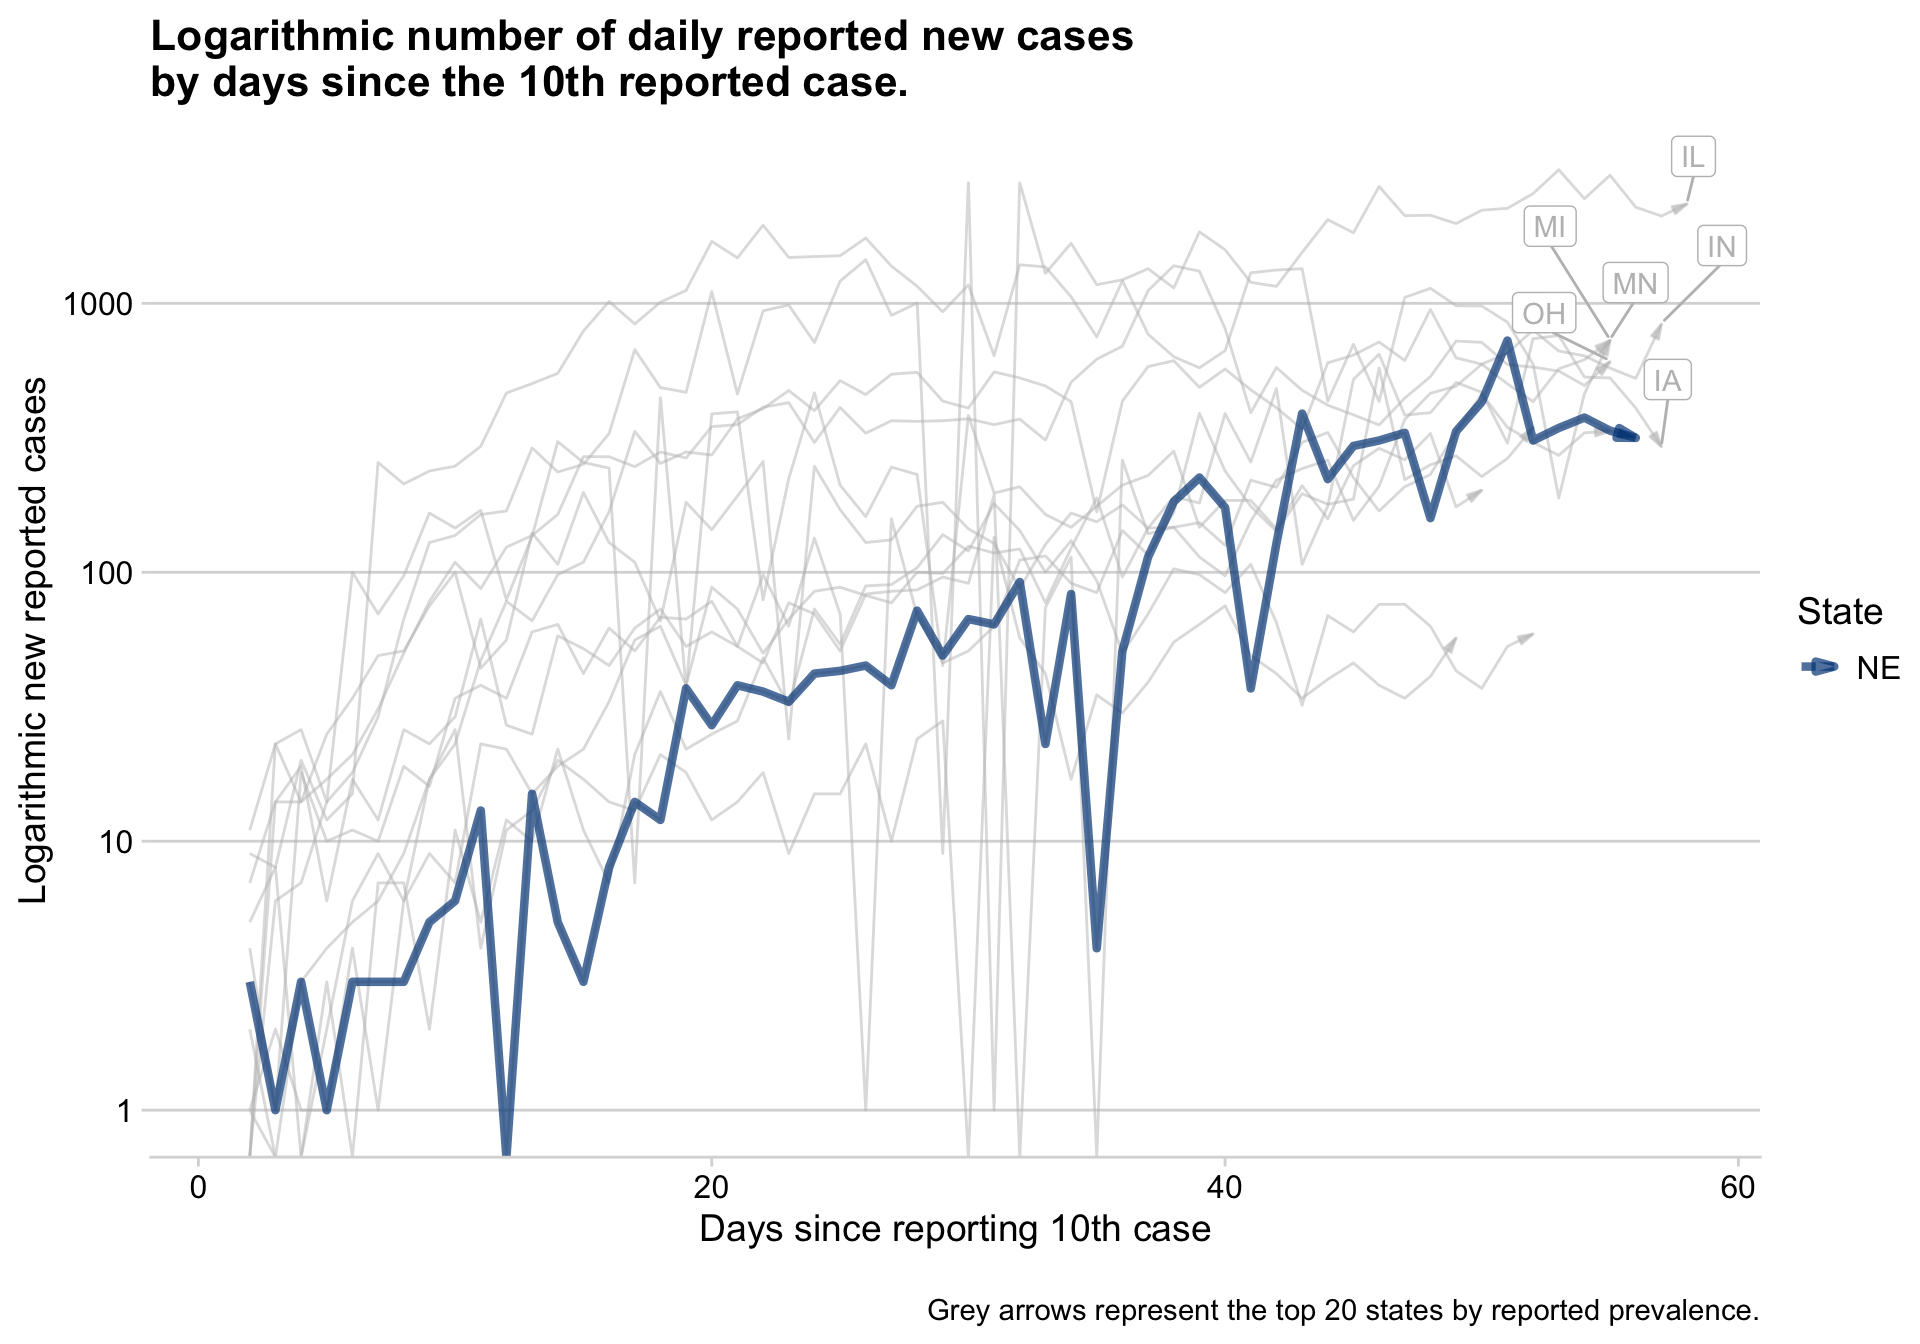 Logarithmic number of daily reported new cases
by days since the 10th reported case.
Logarithmic new reported cases
1000
100
10
1
IL
MI
IN
MN
OH
IA
State
NE
0
20
40
60
Days since reporting 10th case
Grey arrows represent the top 20 states by reported prevalence.